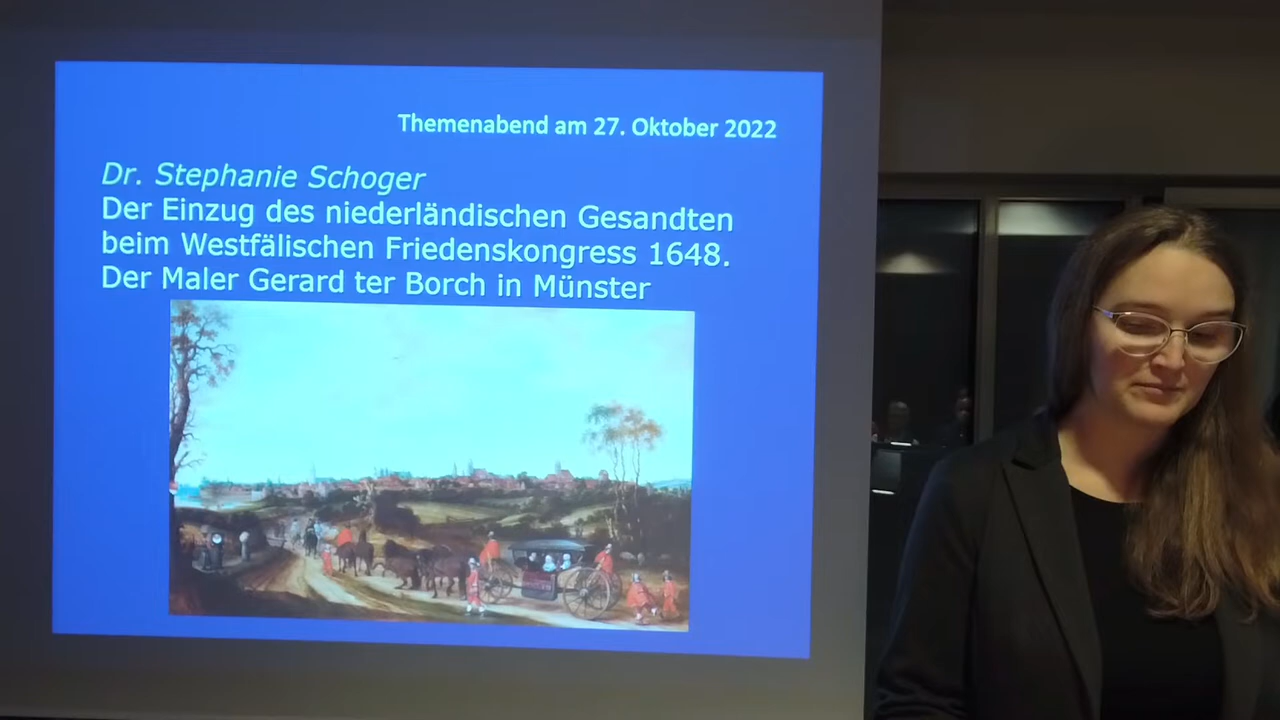 Themenabend am 27. Oktober 2022
Dr. Stephanie Schoger
Der Einzug des niederländischen Gesandten
beim Westfälischen Friedenskongress 1648.
Der Maler Gerard ter Borch in Münster